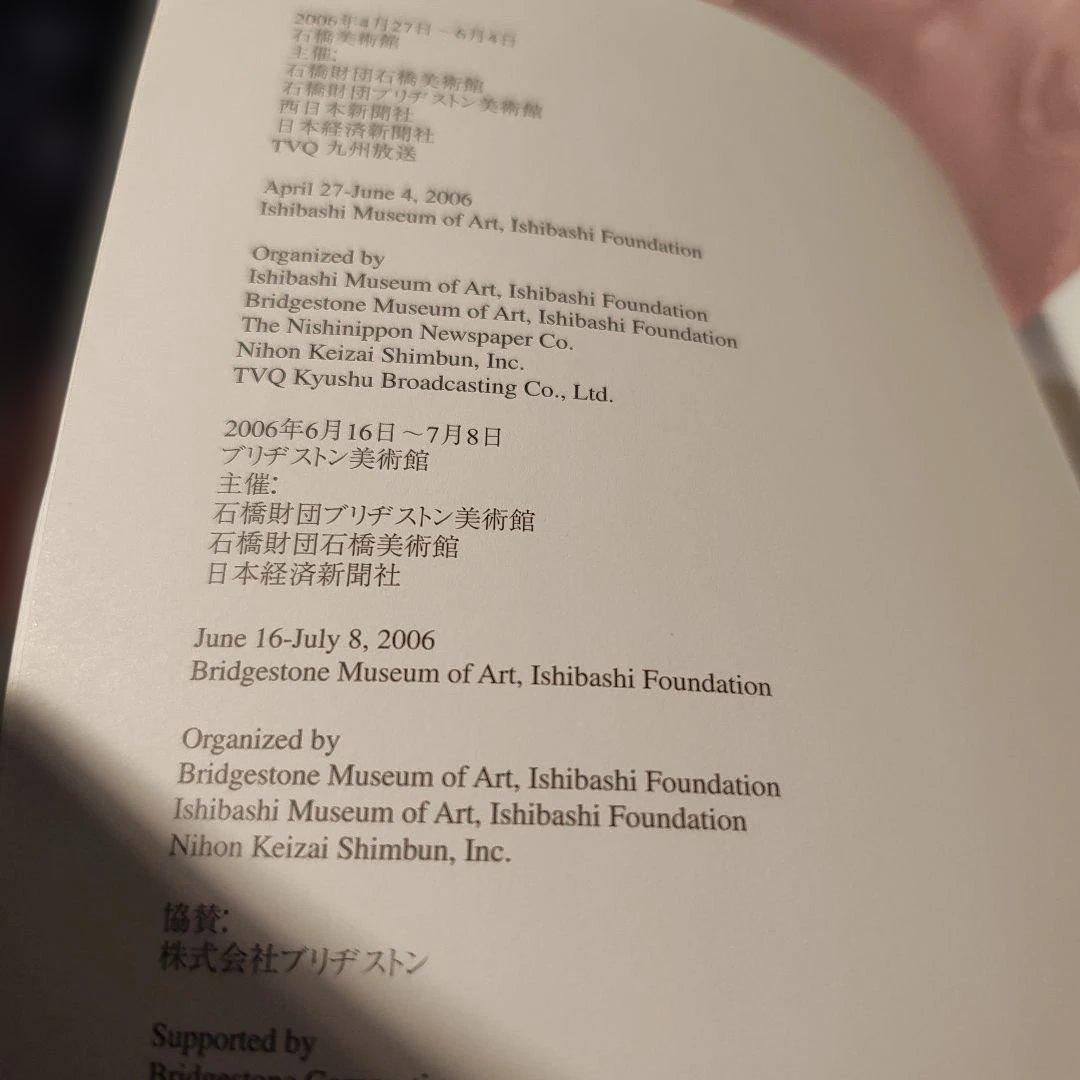 2006年4月27日～6月4日
石橋美術館
主催:
石橋財団石橋美術館
石橋財団ブリヂストン美術館
西日本新聞社
日本経済新聞社
TVQ 九州放送
April 27-June 4, 2006
Ishibashi Museum of Art, Ishibashi Foundation
Organized by
Ishibashi Museum of Art, Ishibashi Foundation
Bridgestone Museum of Art, Ishibashi Foundation
The Nishinippon Newspaper Co.
Nihon Keizai Shimbun, Inc.
TVQ Kyushu Broadcasting Co., Ltd.
2006年6月16日～7月8日
ブリヂストン美術館
主催:
石橋財団ブリヂストン美術館
石橋財団石橋美術館
日本経済新聞社
June 16-July 8, 2006
Bridgestone Museum of Art, Ishibashi Foundation
Organized by
Bridgestone Museum of Art, Ishibashi Foundation
Ishibashi Museum of Art, Ishibashi Foundation
Nihon Keizai Shimbun, Inc.
協賛:
株式会社ブリヂストン
Supported by
Bridgestone